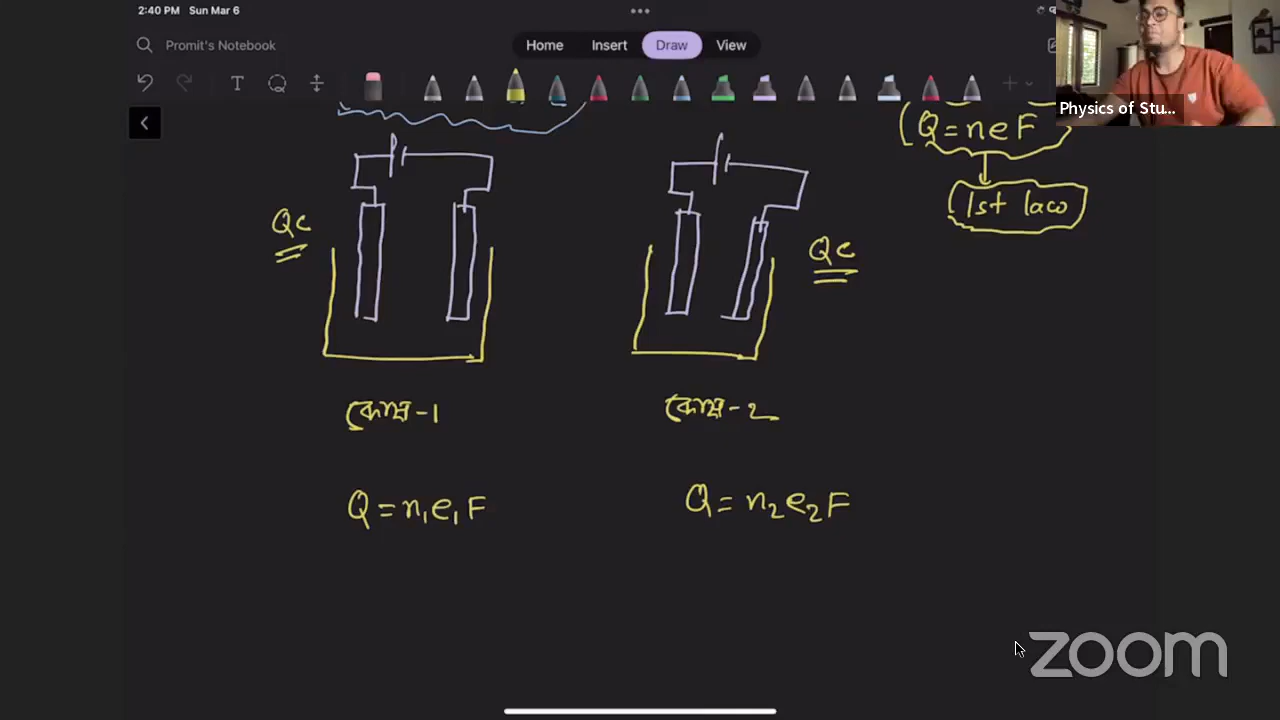 2:40 PM Sun Mar 6
Promit's Notebook
Home Insert Draw View
T
Physics of Stu...
Q = neF
1st law
Qc
Qc
কোষ-1
কোষ-2
Q = n₁e₁F
Q = n₂e₂F
zoom